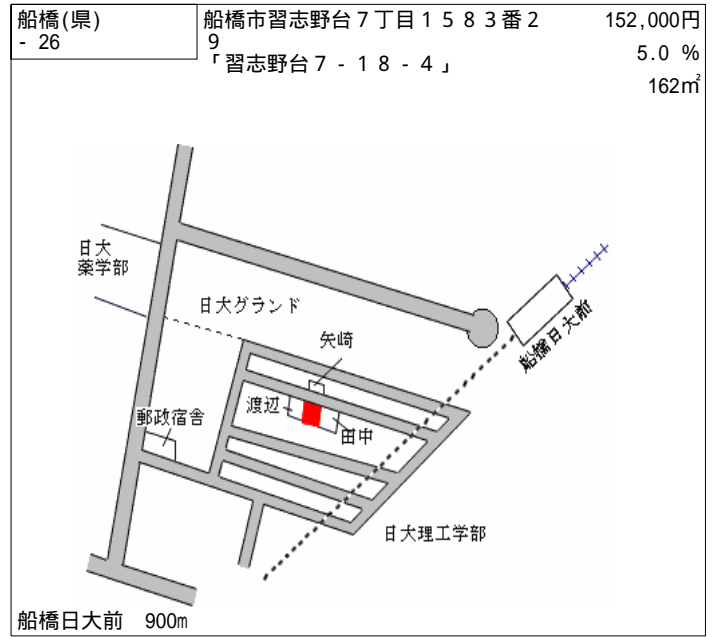 船橋(県)
- 26
船橋市習志野台７丁目１５８３番２
９
「習志野台７－１８－４」
152,000円
5.0 %
162㎡
日大
薬学部
日大グランド
矢崎
船橋日大前
渡辺
田中
郵政宿舎
日大理工学部
船橋日大前 900m